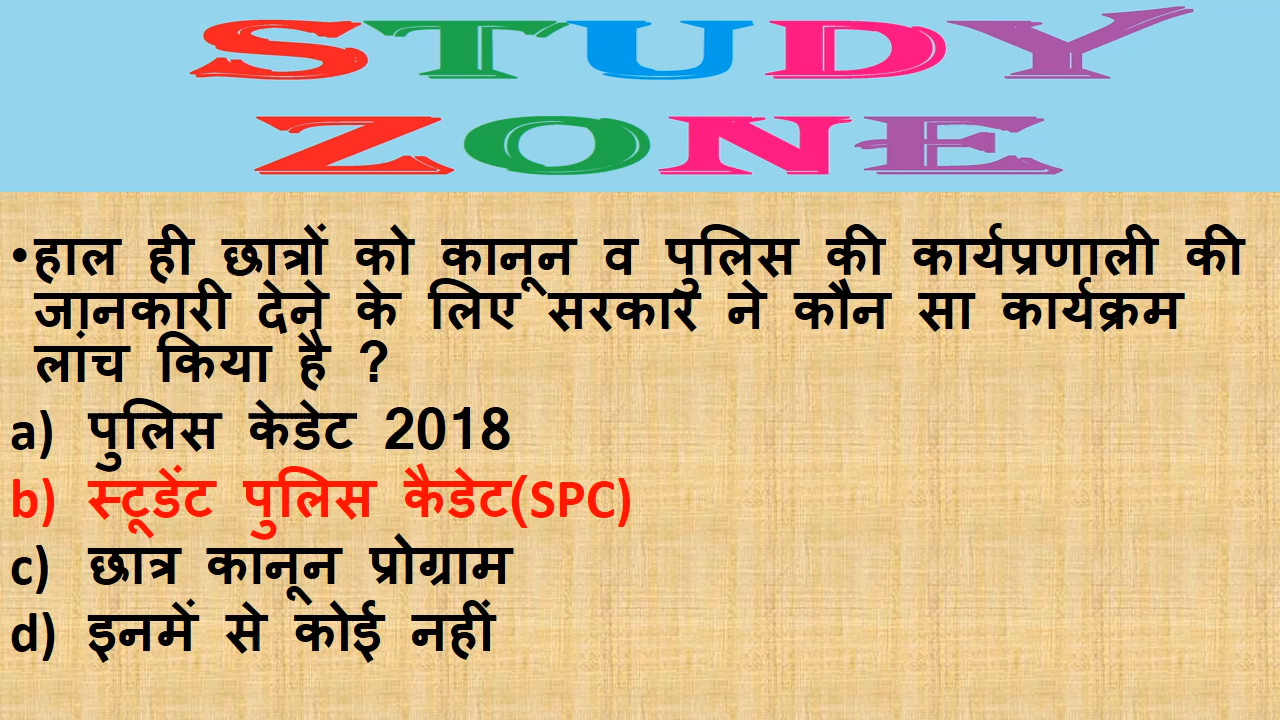 STUDY
ZONE
•हाल ही छात्रों को कानून व पुलिस की कार्यप्रणाली की
जानकारी देने के लिए सरकार ने कौन सा कार्यक्रम
लांच किया है ?
a) पुलिस केडेट 2018
b) स्टूडेंट पुलिस कैडेट(SPC)
c) छात्र कानून प्रोग्राम
d) इनमें से कोई नहीं